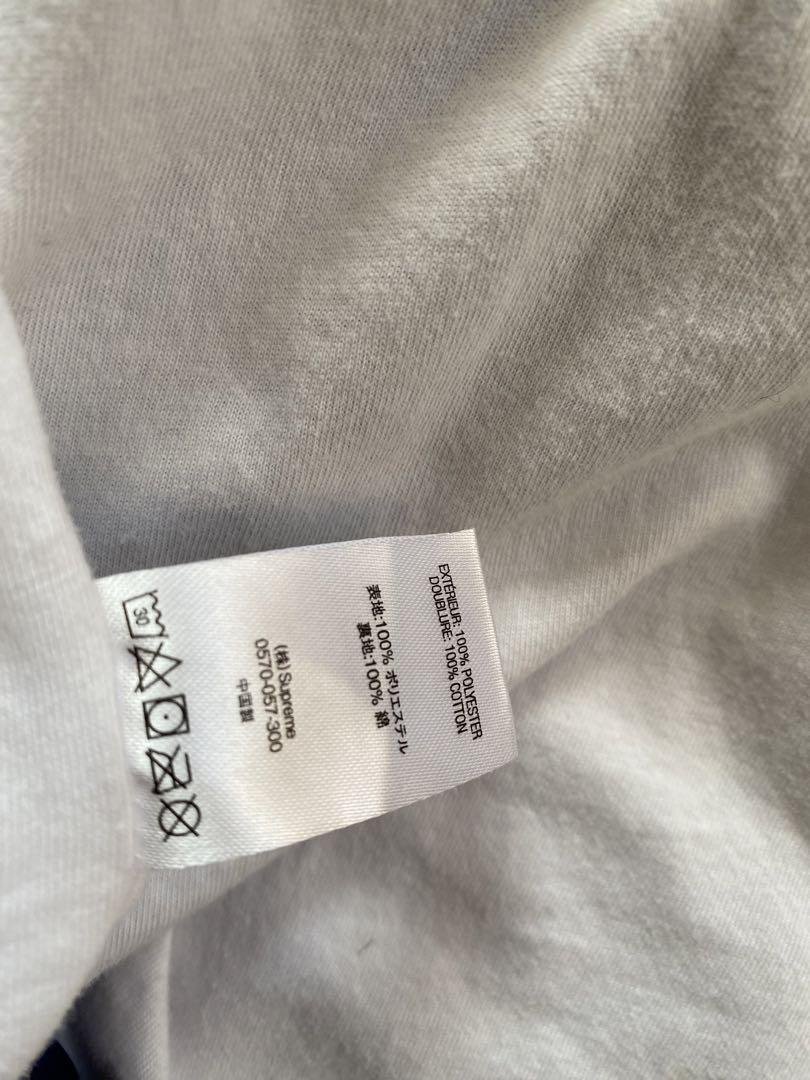 EXTÉRIEUR: 100% POLYESTER
DOUBLURE: 100% COTTON
表地:100% ポリエステル
裏地:100% 綿
(株) Supreme
0570-057-300
中国製
30